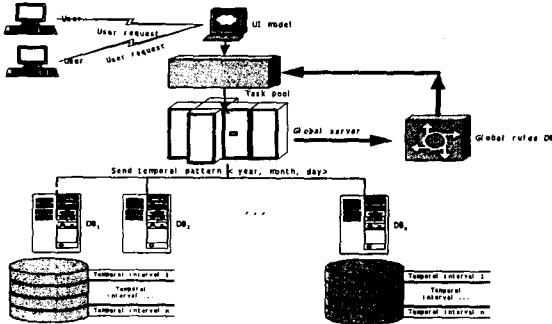 User
User request
UI model
User
User request
Task pool
Global server
Global rules DB
Send temporal pattern < year, month, day>
DB1
DB2
...
DBn
Temporal interval 1
Temporal
interval ...
Temporal interval n
Temporal interval 1
Temporal
interval ...
Temporal interval n